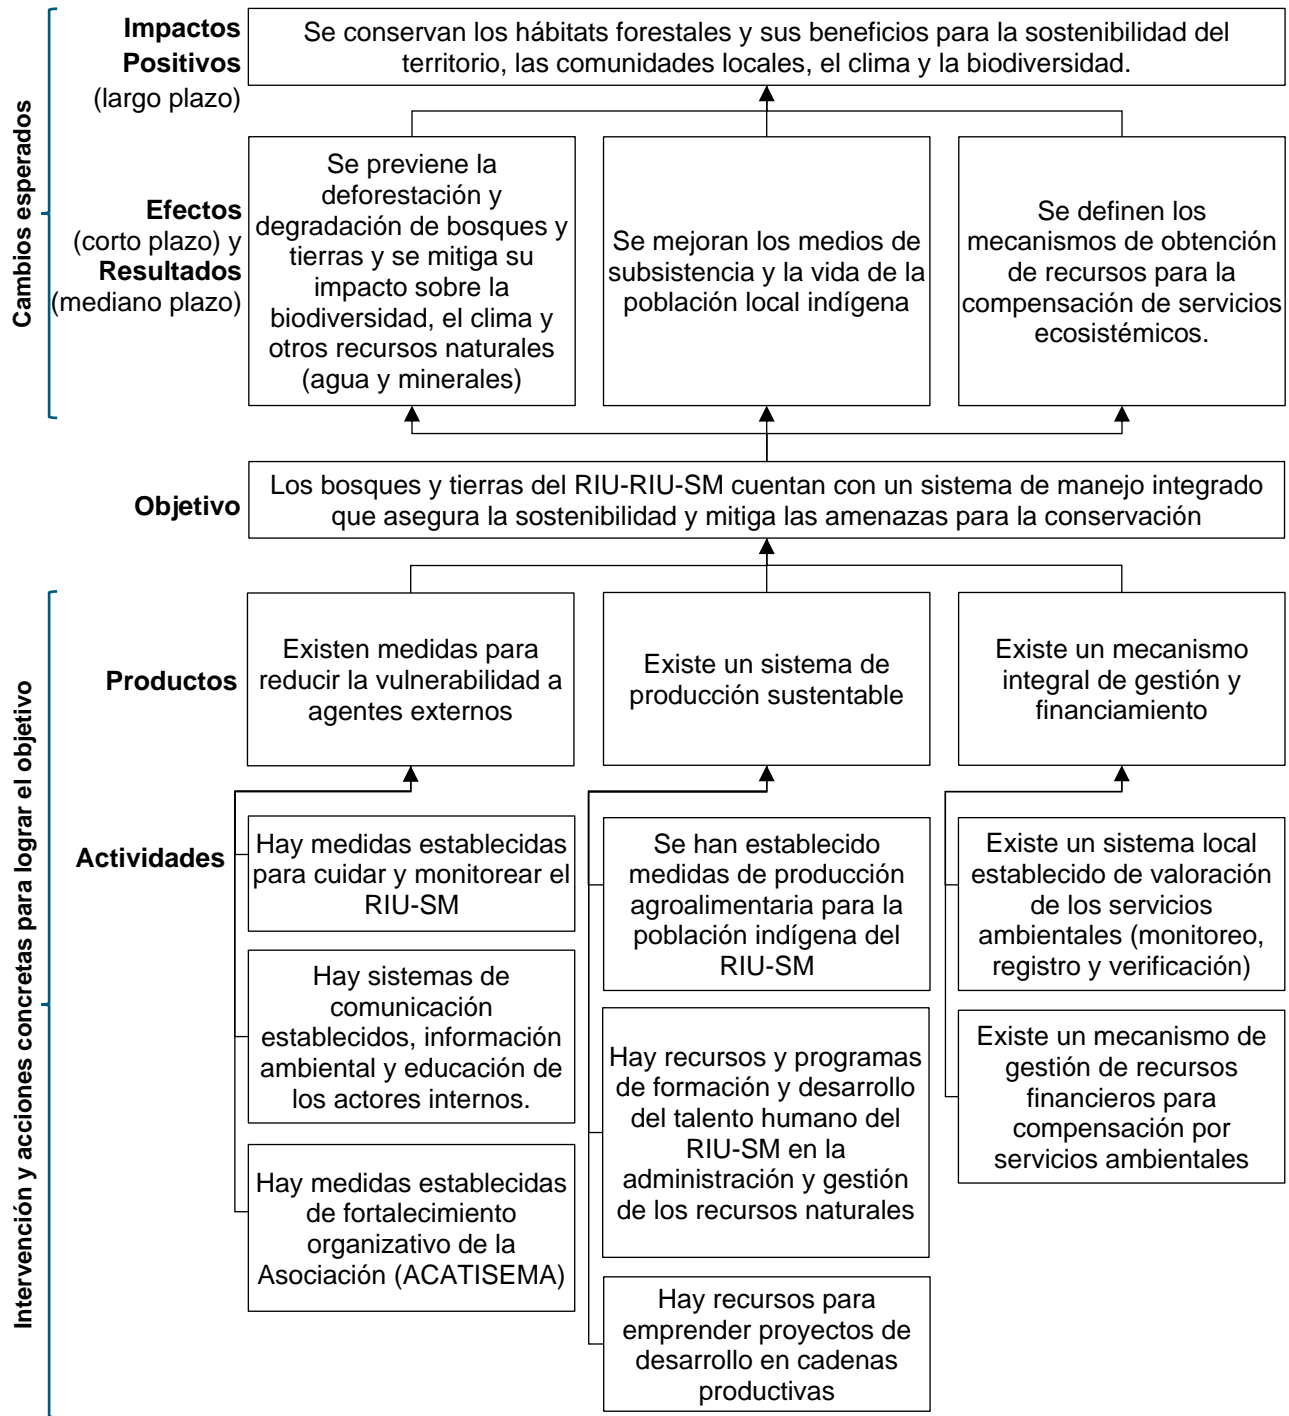 Impactos
Positivos
(largo plazo)
Se conservan los hábitats forestales y sus beneficios para la sostenibilidad del
territorio, las comunidades locales, el clima y la biodiversidad.
Cambios esperados
Efectos
(corto plazo) y
Resultados
(mediano plazo)
Se previene la
deforestación y
degradación de bosques y
tierras y se mitiga su
impacto sobre la
biodiversidad, el clima y
otros recursos naturales
(agua y minerales)
Se mejoran los medios de
subsistencia y la vida de la
población local indígena
Se definen los
mecanismos de obtención
de recursos para la
compensación de servicios
ecosistémicos.
Objetivo
Los bosques y tierras del RIU-RIU-SM cuentan con un sistema de manejo integrado
que asegura la sostenibilidad y mitiga las amenazas para la conservación
Intervención y acciones concretas para lograr el objetivo
Productos
Existen medidas para
reducir la vulnerabilidad a
agentes externos
Existe un sistema de
producción sustentable
Existe un mecanismo
integral de gestión y
financiamiento
Actividades
Hay medidas establecidas
para cuidar y monitorear el
RIU-SM
Hay sistemas de
comunicación
establecidos, información
ambiental y educación de
los actores internos.
Hay medidas establecidas
de fortalecimiento
organizativo de la
Asociación (ACATISEMA)
Se han establecido
medidas de producción
agroalimentaria para la
población indígena del
RIU-SM
Hay recursos y programas
de formación y desarrollo
del talento humano del
RIU-SM en la
administración y gestión
de los recursos naturales
Hay recursos para
emprender proyectos de
desarrollo en cadenas
productivas
Existe un sistema local
establecido de valoración
de los servicios
ambientales (monitoreo,
registro y verificación)
Existe un mecanismo de
gestión de recursos
financieros para
compensación por
servicios ambientales